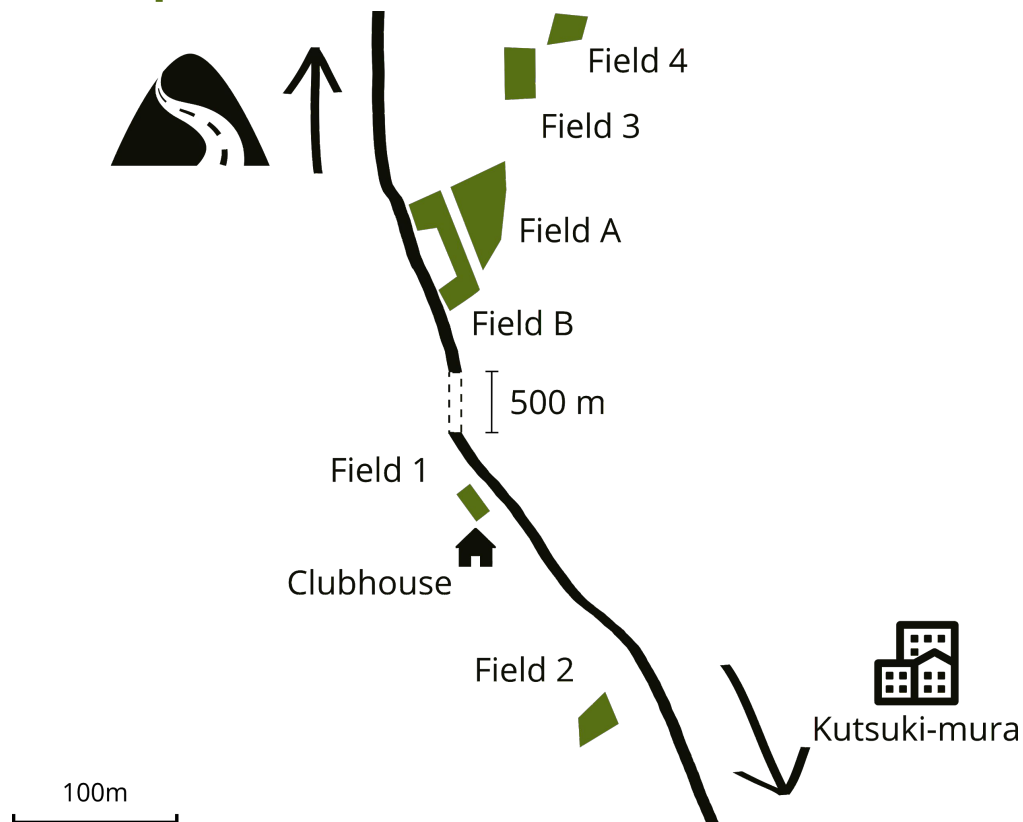 Field 4
Field 3
Field A
Field B
500 m
Field 1
Clubhouse
Field 2
Kutsuki-mura
100m